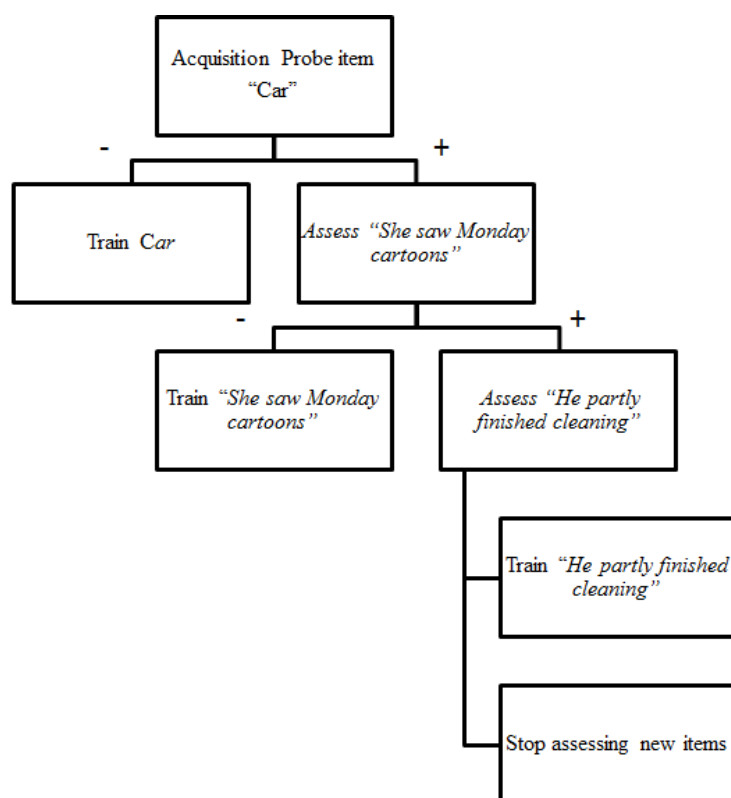 Acquisition Probe item
“Car”
-
+
Train Car
Assess “She saw Monday
cartoons”
-
+
Train “She saw Monday
cartoons”
Assess “He partly
finished cleaning”
Train “He partly finished
cleaning”
Stop assessing new items